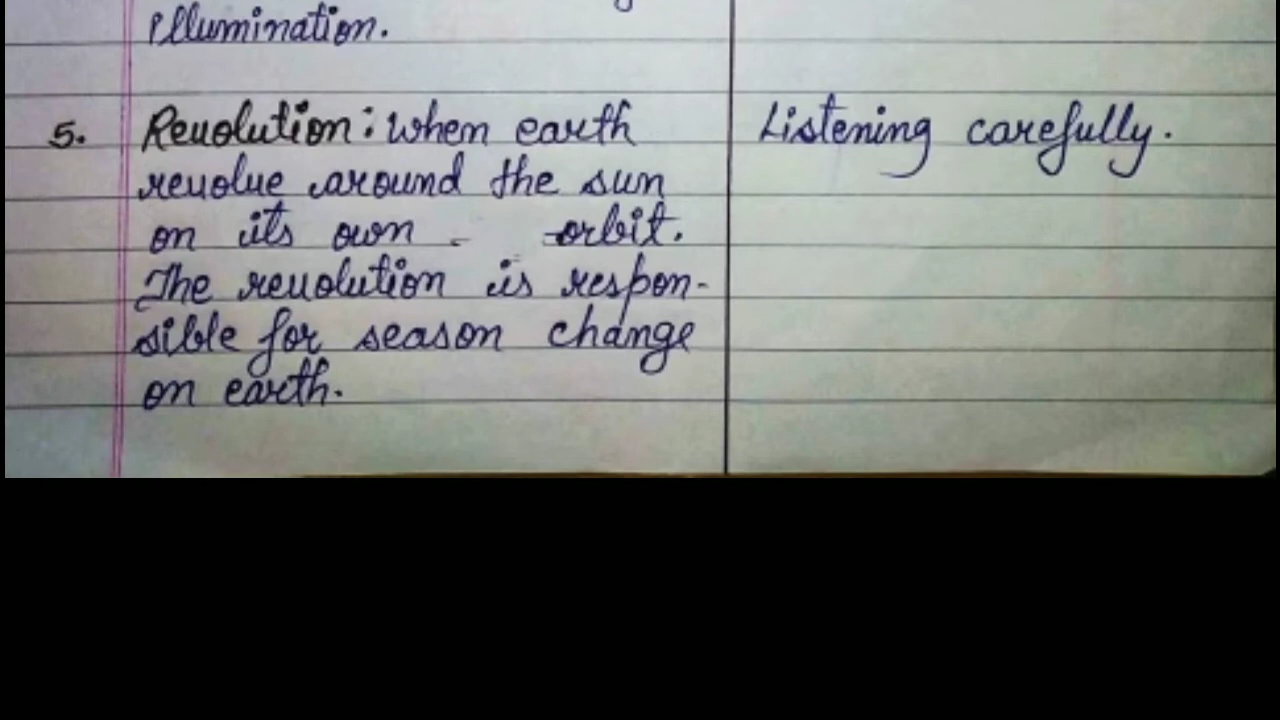 Illumination.
5. Revolution: When earth Listening carefully.
revolve around the sun
on its own - orbit.
The revolution is respon-
sible for season change
on earth.